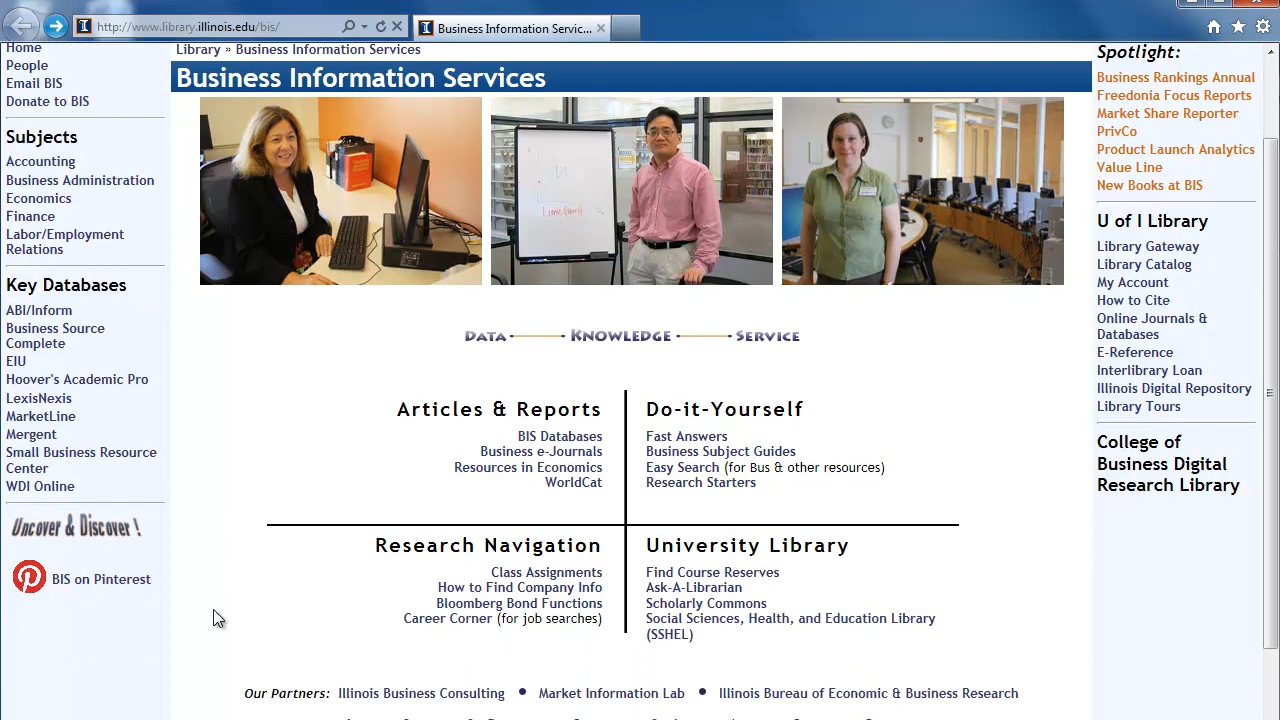 http://www.library.illinois.edu/bis/
Business Information Servic...
Home
People
Email BIS
Donate to BIS
Subjects
Accounting
Business Administration
Economics
Finance
Labor/Employment
Relations
Key Databases
ABI/Inform
Business Source
Complete
EIU
Hoover's Academic Pro
LexisNexis
MarketLine
Mergent
Small Business Resource
Center
WDI Online
Uncover & Discover !
BIS on Pinterest
Library » Business Information Services
Business Information Services
Time (years)
Data Knowledge Service
Articles & Reports
BIS Databases
Business e-Journals
Resources in Economics
WorldCat
Do-it-Yourself
Fast Answers
Business Subject Guides
Easy Search (for Bus & other resources)
Research Starters
Research Navigation
Class Assignments
How to Find Company Info
Bloomberg Bond Functions
Career Corner (for job searches)
University Library
Find Course Reserves
Ask-A-Librarian
Scholarly Commons
Social Sciences, Health, and Education Library
(SSHEL)
Our Partners: Illinois Business Consulting • Market Information Lab • Illinois Bureau of Economic & Business Research
Spotlight:
Business Rankings Annual
Freedonia Focus Reports
Market Share Reporter
PrivCo
Product Launch Analytics
Value Line
New Books at BIS
U of I Library
Library Gateway
Library Catalog
My Account
How to Cite
Online Journals &
Databases
E-Reference
Interlibrary Loan
Illinois Digital Repository
Library Tours
College of
Business Digital
Research Library